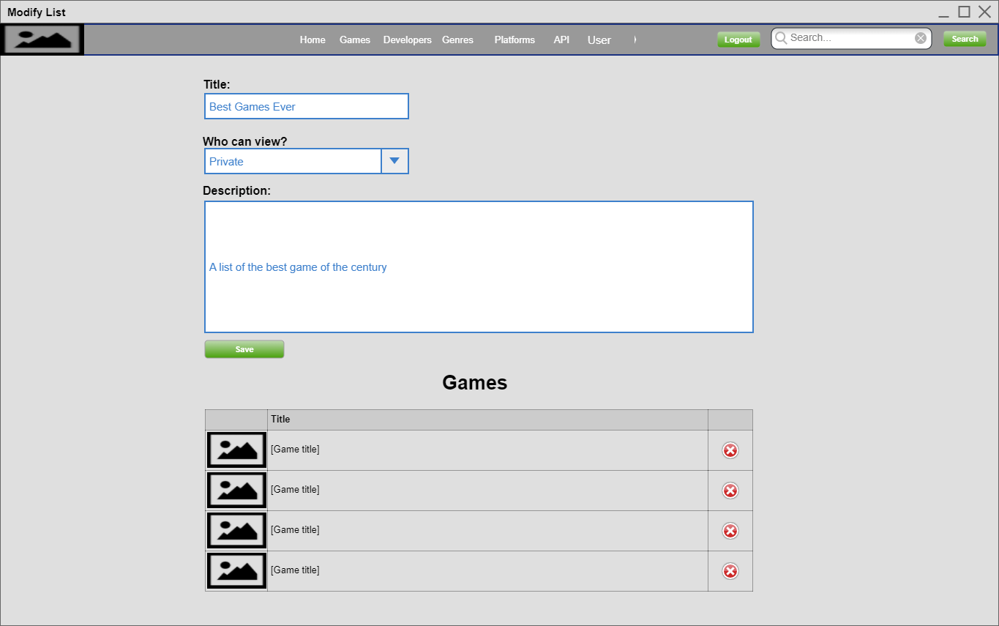 Modify List
Home Games Developers Genres Platforms API User Logout Search... Search
Title:
Best Games Ever
Who can view?
Private
Description:
A list of the best game of the century
Save
Games
Title
[Game title]
[Game title]
[Game title]
[Game title]